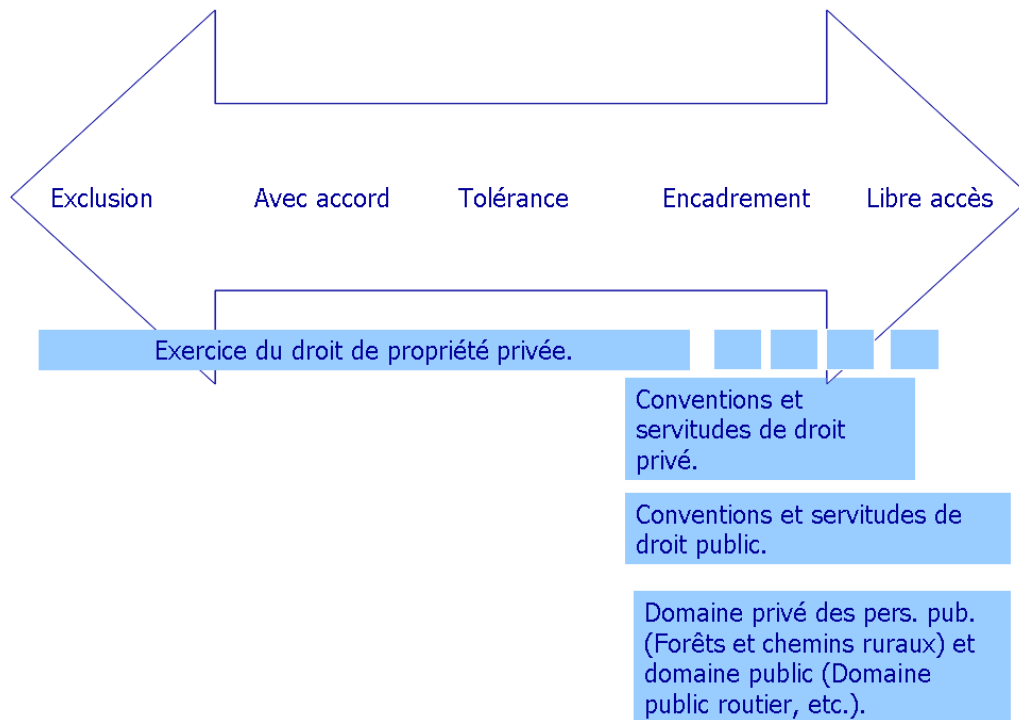 Exclusion Avec accord Tolérance Encadrement Libre accès
Exercice du droit de propriété privée.
Conventions et
servitudes de droit
privé.
Conventions et servitudes de
droit public.
Domaine privé des pers. pub.
(Forêts et chemins ruraux) et
domaine public (Domaine
public routier, etc.).